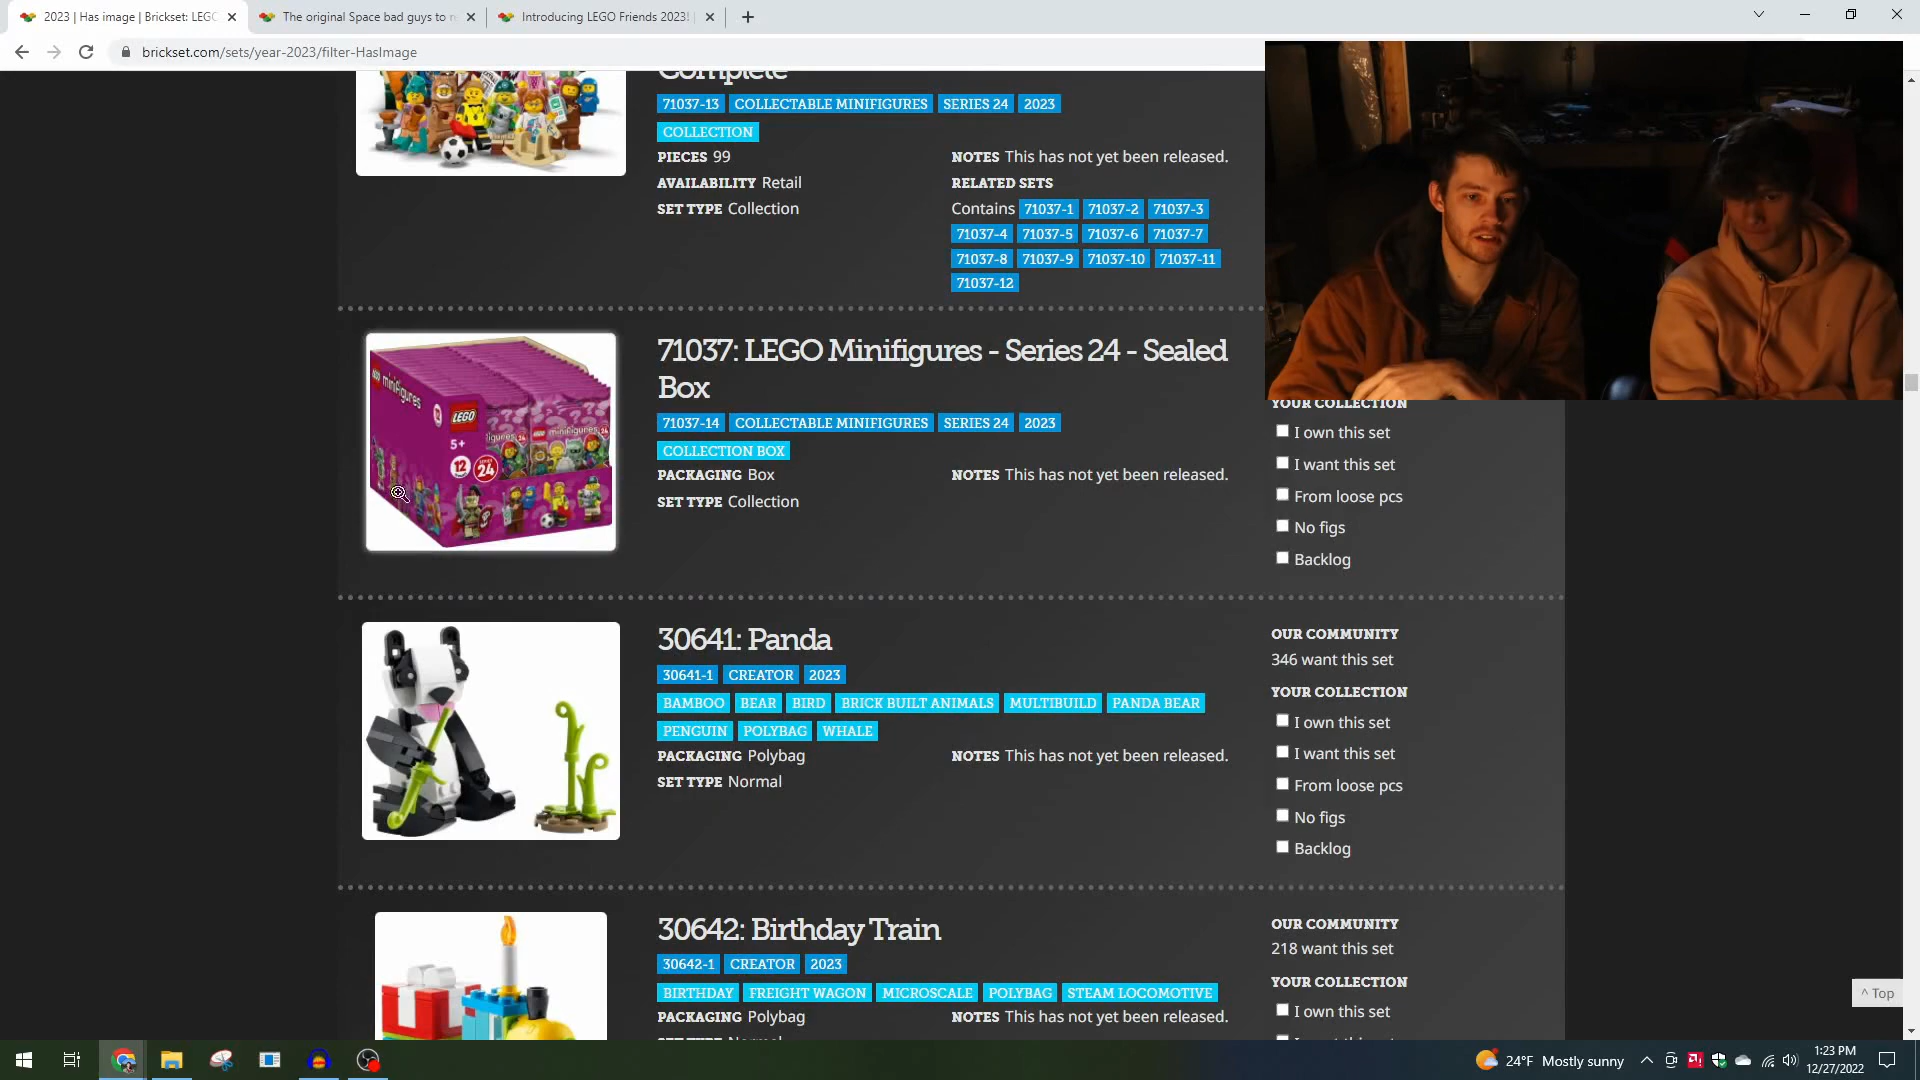 2023 | Has image | Brickset: LEGO
The original Space bad guys to re
Introducing LEGO Friends 2023! |
brickset.com/sets/year-2023/filter-HasImage
Complete
71037-13 COLLECTABLE MINIFIGURES SERIES 24 2023
COLLECTION
PIECES 99
AVAILABILITY Retail
SET TYPE Collection
NOTES This has not yet been released.
RELATED SETS
Contains 71037-1 71037-2 71037-3
71037-4 71037-5 71037-6 71037-7
71037-8 71037-9 71037-10 71037-11
71037-12
LEGO minifigures
LEGO
5+
12
SERIES 24
minifigures
71037: LEGO Minifigures - Series 24 - Sealed
Box
71037-14 COLLECTABLE MINIFIGURES SERIES 24 2023
COLLECTION BOX
PACKAGING Box
SET TYPE Collection
NOTES This has not yet been released.
YOUR COLLECTION
I own this set
I want this set
From loose pcs
No figs
Backlog
30641: Panda
30641-1 CREATOR 2023
BAMBOO BEAR BIRD BRICK BUILT ANIMALS MULTIBUILD PANDA BEAR
PENGUIN POLYBAG WHALE
PACKAGING Polybag
SET TYPE Normal
NOTES This has not yet been released.
OUR COMMUNITY
346 want this set
YOUR COLLECTION
I own this set
I want this set
From loose pcs
No figs
Backlog
30642: Birthday Train
30642-1 CREATOR 2023
BIRTHDAY FREIGHT WAGON MICROSCALE POLYBAG STEAM LOCOMOTIVE
PACKAGING Polybag
NOTES This has not yet been released.
OUR COMMUNITY
218 want this set
YOUR COLLECTION
I own this set
^ Top
24°F Mostly sunny
1:23 PM
12/27/2022